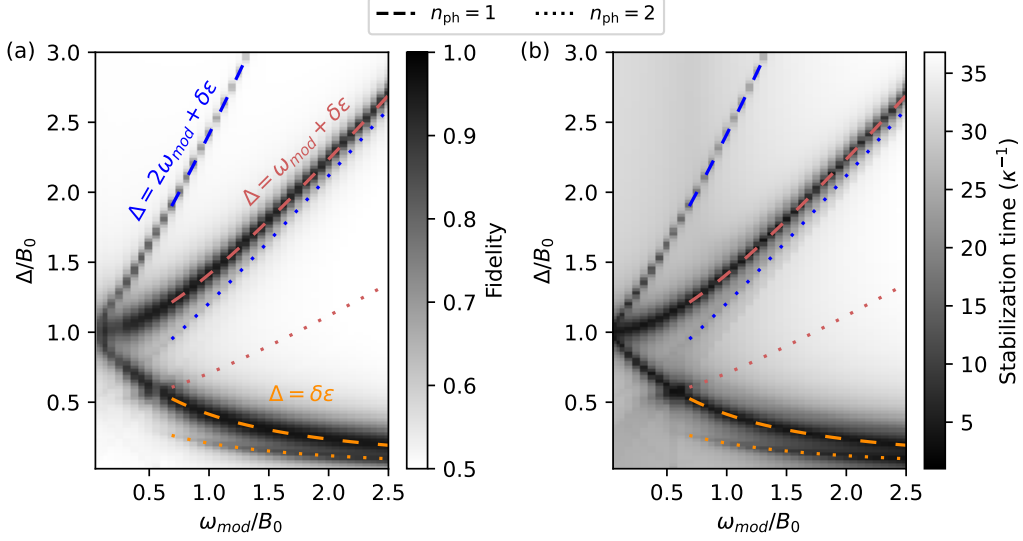 n_ph = 1 n_ph = 2
(a)
3.0
2.5
2.0
1.5
1.0
0.5
Δ/B₀
0.5 1.0 1.5 2.0 2.5
ω_mod/B₀
Δ = 2ω_mod + δε
Δ = ω_mod + δε
Δ = δε
1.0
0.9
0.8
0.7
0.6
0.5
Fidelity
(b)
3.0
2.5
2.0
1.5
1.0
0.5
Δ/B₀
0.5 1.0 1.5 2.0 2.5
ω_mod/B₀
35
30
25
20
15
10
5
Stabilization time (κ⁻¹)